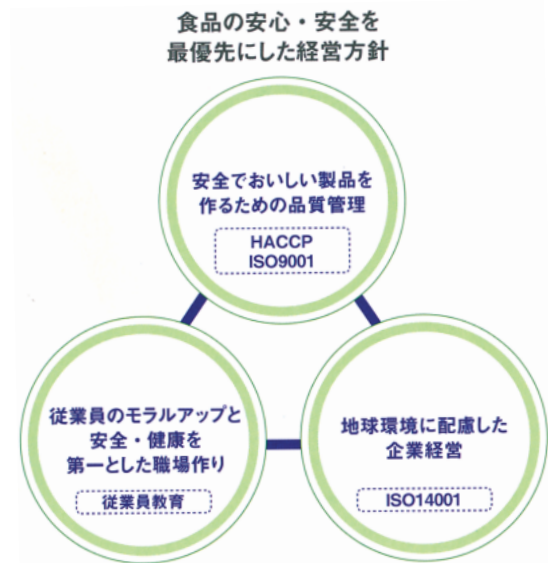 食品の安心・安全を
最優先にした経営方針
安全でおいしい製品を
作るための品質管理
HACCP
ISO9001
従業員のモラルアップと
安全・健康を
第一とした職場作り
従業員教育
地球環境に配慮した
企業経営
ISO14001